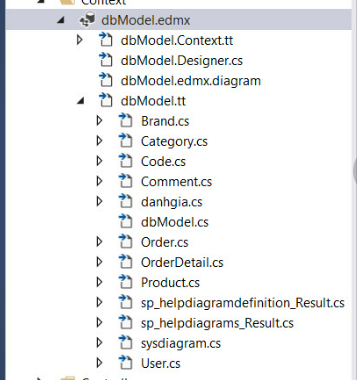 Context
dbModel.edmx
dbModel.Context.tt
dbModel.Designer.cs
dbModel.edmx.diagram
dbModel.tt
Brand.cs
Category.cs
Code.cs
Comment.cs
danhgia.cs
dbModel.cs
Order.cs
OrderDetail.cs
Product.cs
sp_helpdiagramdefinition_Result.cs
sp_helpdiagrams_Result.cs
sysdiagram.cs
User.cs